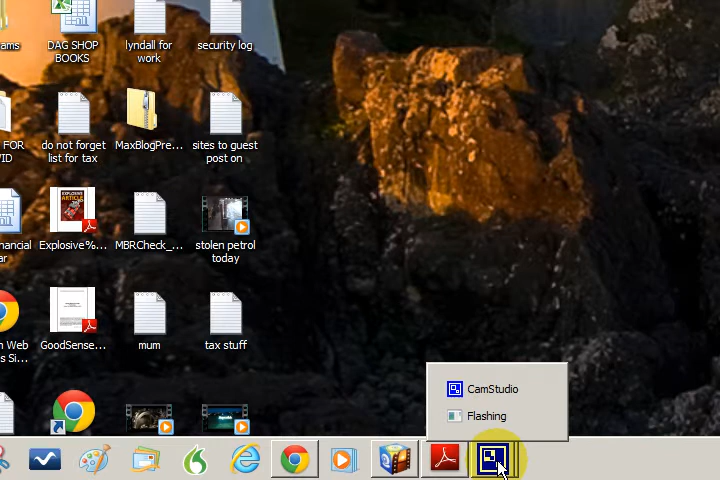 ams
DAG SHOP
BOOKS
lyndall for
work
security log
FOR
VID
do not forget
list for tax
MaxBlogPre...
sites to guest
post on
nancial
ar
Explosive%...
MBRCheck_...
stolen petrol
today
n Web
s Si...
GoodSense...
mum
tax stuff
CamStudio
Flashing